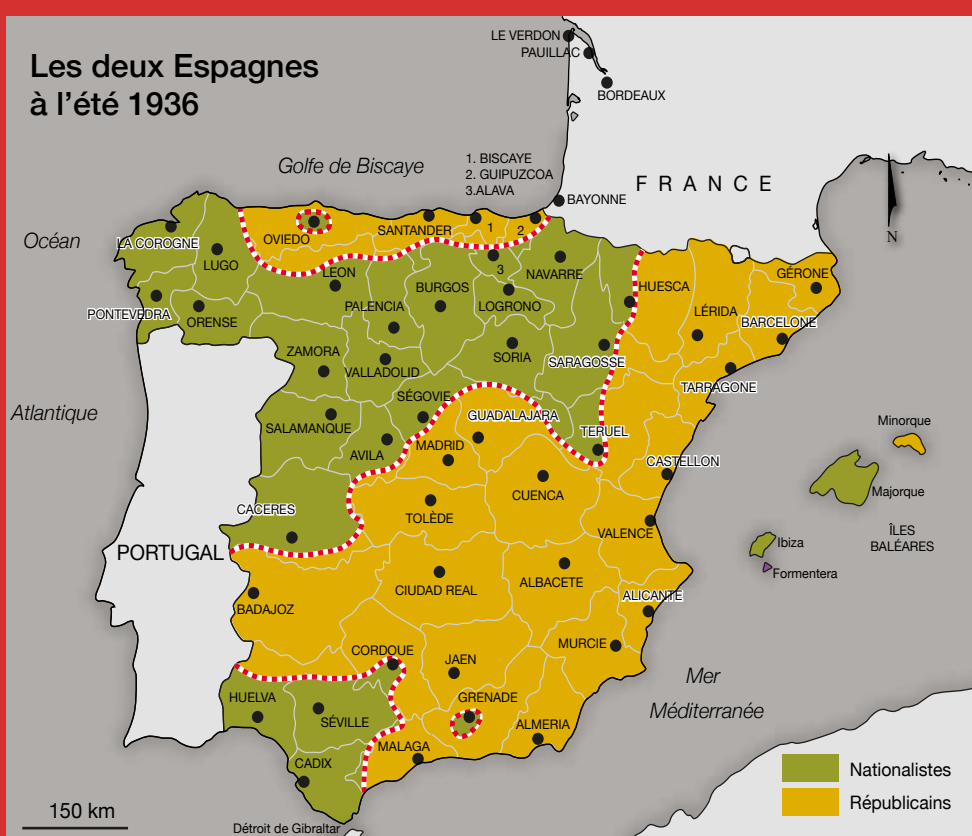 Les deux Espagnes
à l'été 1936
LE VERDON
PAUILLAC
BORDEAUX
Golfe de Biscaye
1. BISCAYE
2. GUIPUZCOA
3.ALAVA
BAYONNE
FRANCE
N
Océan
Atlantique
LA COROGNE
LUGO
PONTEVEDRA
ORENSE
OVIEDO
SANTANDER
1
2
3
LEON
PALENCIA
BURGOS
LOGRONO
NAVARRE
HUESCA
LÉRIDA
GÉRONE
BARCELONE
TARRAGONE
ZAMORA
VALLADOLID
SORIA
SARAGOSSE
SÉGOVIE
SALAMANQUE
AVILA
MADRID
GUADALAJARA
TERUEL
CASTELLON
CACERES
TOLÈDE
CUENCA
VALENCE
PORTUGAL
BADAJOZ
CIUDAD REAL
ALBACETE
ALICANTE
MURCIE
CORDOUE
JAEN
GRENADE
ALMERIA
HUELVA
SÉVILLE
CADIX
MALAGA
Minorque
Majorque
ÎLES
BALÉARES
Ibiza
Formentera
Mer
Méditerranée
Nationalistes
Républicains
150 km
Détroit de Gibraltar